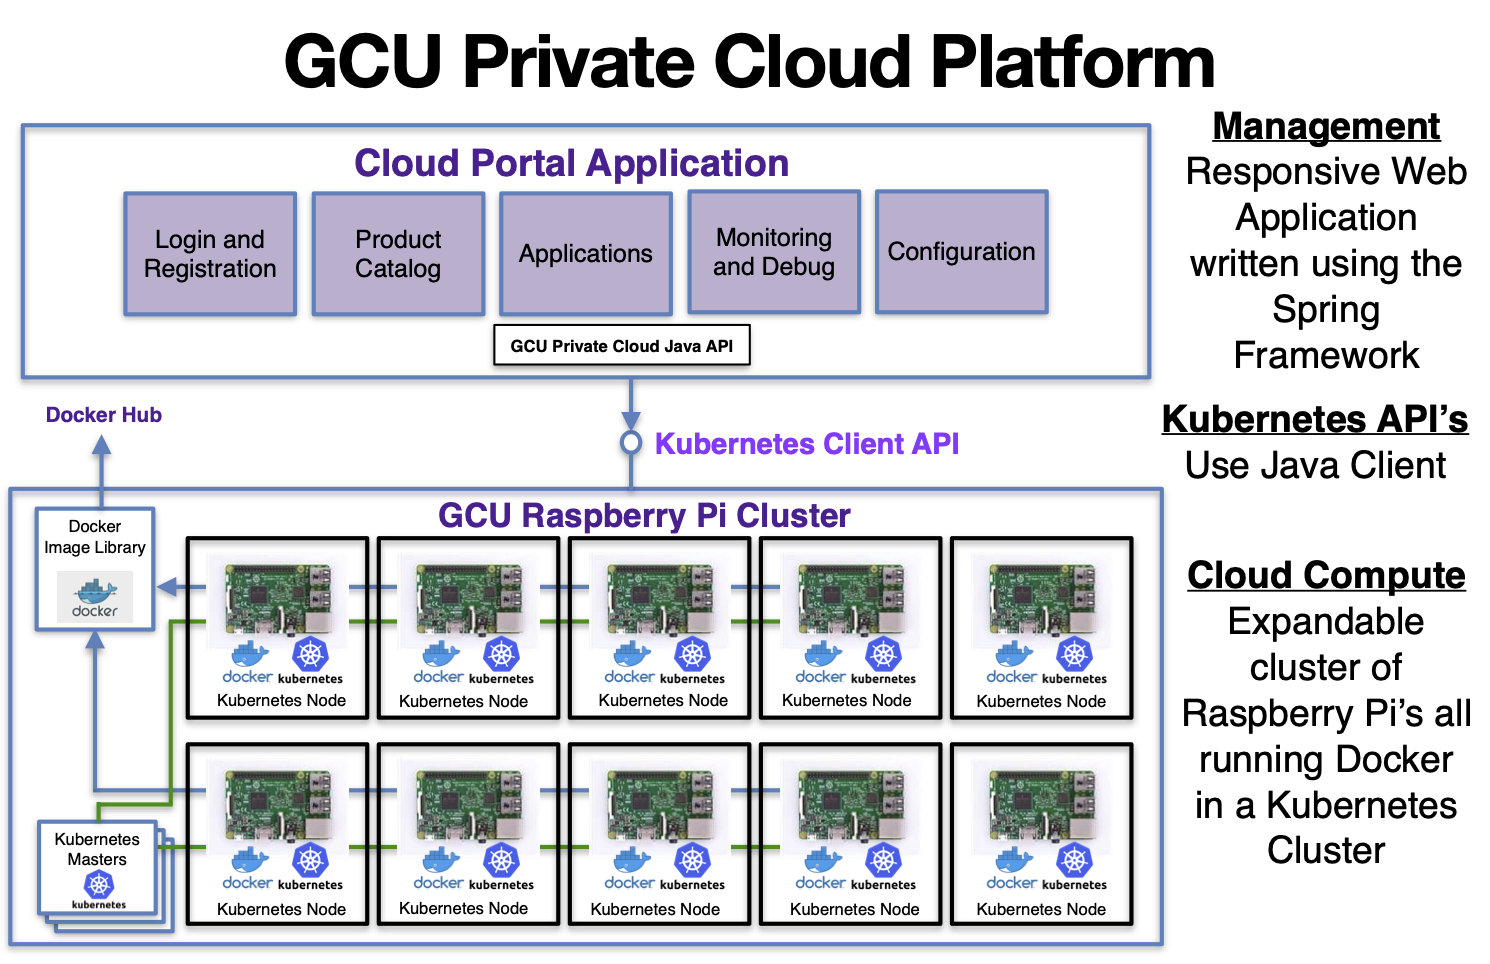 GCU Private Cloud Platform
Cloud Portal Application
Login and
Registration
Product
Catalog
Applications
Monitoring
and Debug
Configuration
GCU Private Cloud Java API
Management
Responsive Web
Application
written using the
Spring
Framework
Docker Hub
Kubernetes Client API
Kubernetes API's
Use Java Client
GCU Raspberry Pi Cluster
Docker
Image Library
docker
docker kubernetes
Kubernetes Node
docker kubernetes
Kubernetes Node
docker kubernetes
Kubernetes Node
docker kubernetes
Kubernetes Node
docker kubernetes
Kubernetes Node
Kubernetes
Masters
kubernetes
docker kubernetes
Kubernetes Node
docker kubernetes
Kubernetes Node
docker kubernetes
Kubernetes Node
docker kubernetes
Kubernetes Node
docker kubernetes
Kubernetes Node
Cloud Compute
Expandable
cluster of
Raspberry Pi's all
running Docker
in a Kubernetes
Cluster